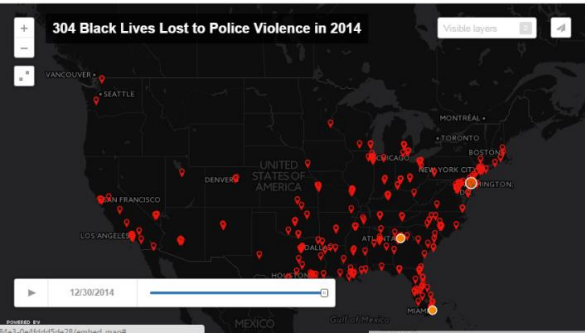 304 Black Lives Lost to Police Violence in 2014
Visible layers
VANCOUVER
SEATTLE
MONTRÉAL
TORONTO
BOSTON
CHICAGO
NEW YORK CITY
UNITED
STATES OF
AMERICA
DENVER
SAN FRANCISCO
LOS ANGELES
DALLAS
ATLANTA
HOUSTON
12/30/2014
MIAMI
Gulf of Mexico
MEXICO
POWERED BY